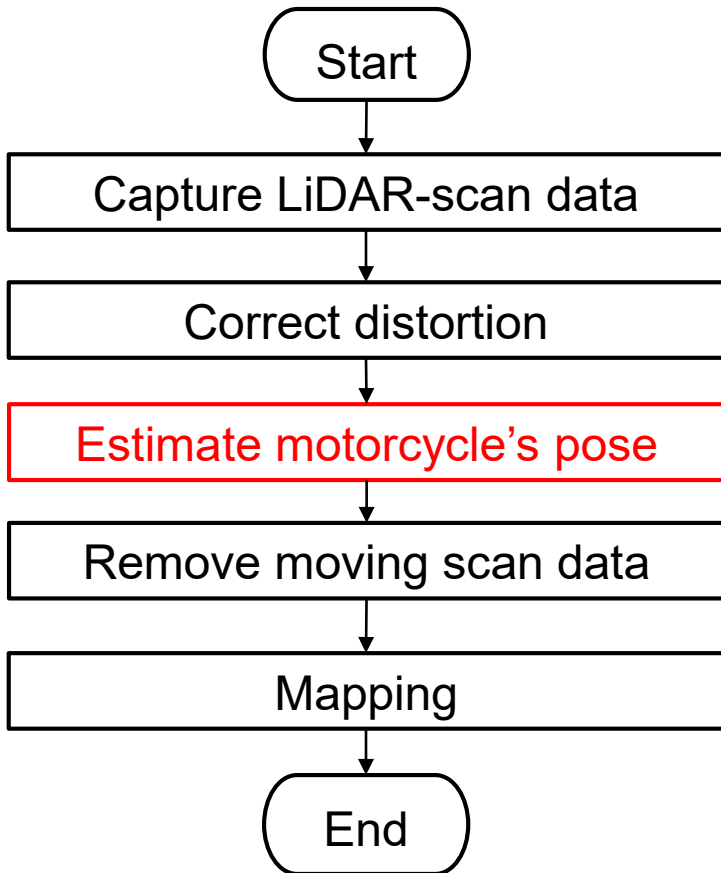 Start
Capture LiDAR-scan data
Correct distortion
Estimate motorcycle’s pose
Remove moving scan data
Mapping
End